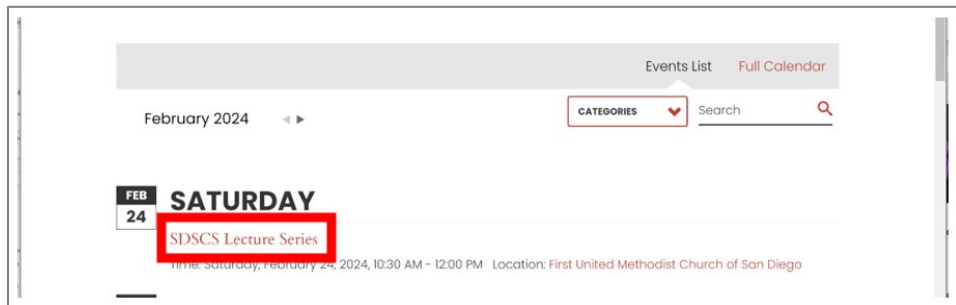 Events List Full Calendar
February 2024
CATEGORIES Search
FEB
24
SATURDAY
SDSCS Lecture Series
Time: Saturday, February 24, 2024, 10:30 AM - 12:00 PM Location: First United Methodist Church of San Diego